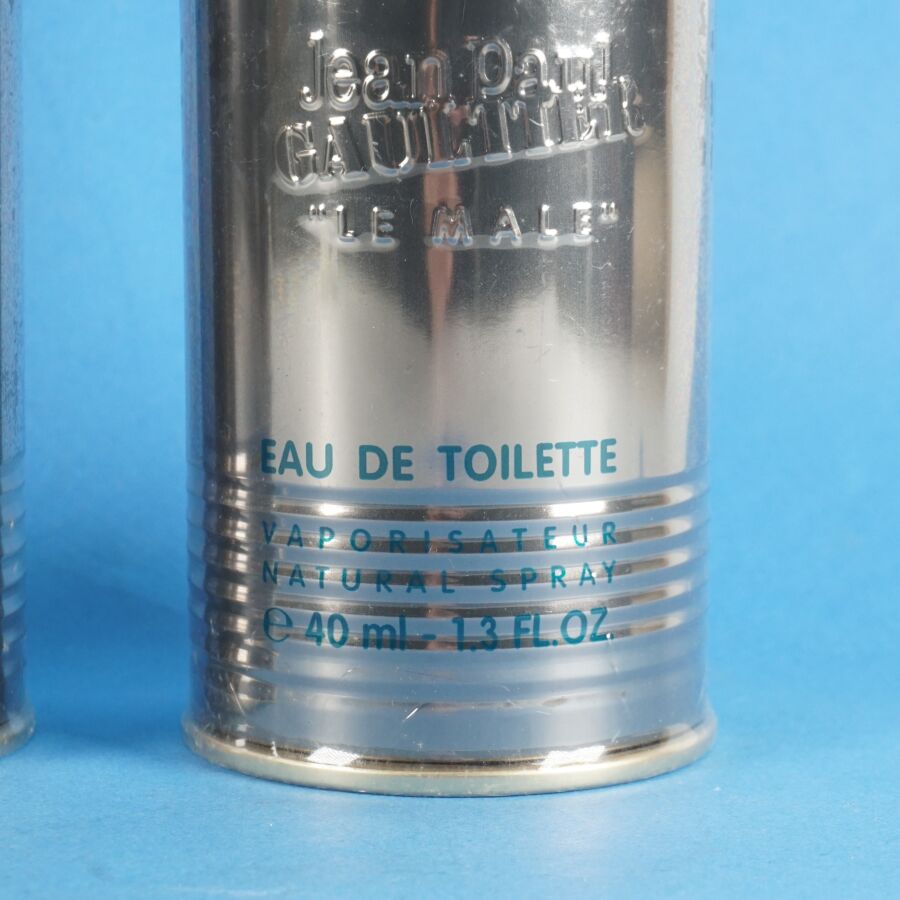 Jean Paul
GAULTIER
"LE MALE"
EAU DE TOILETTE
VAPORISATEUR
NATURAL SPRAY
℮ 40 ml - 1.3 FL.OZ.